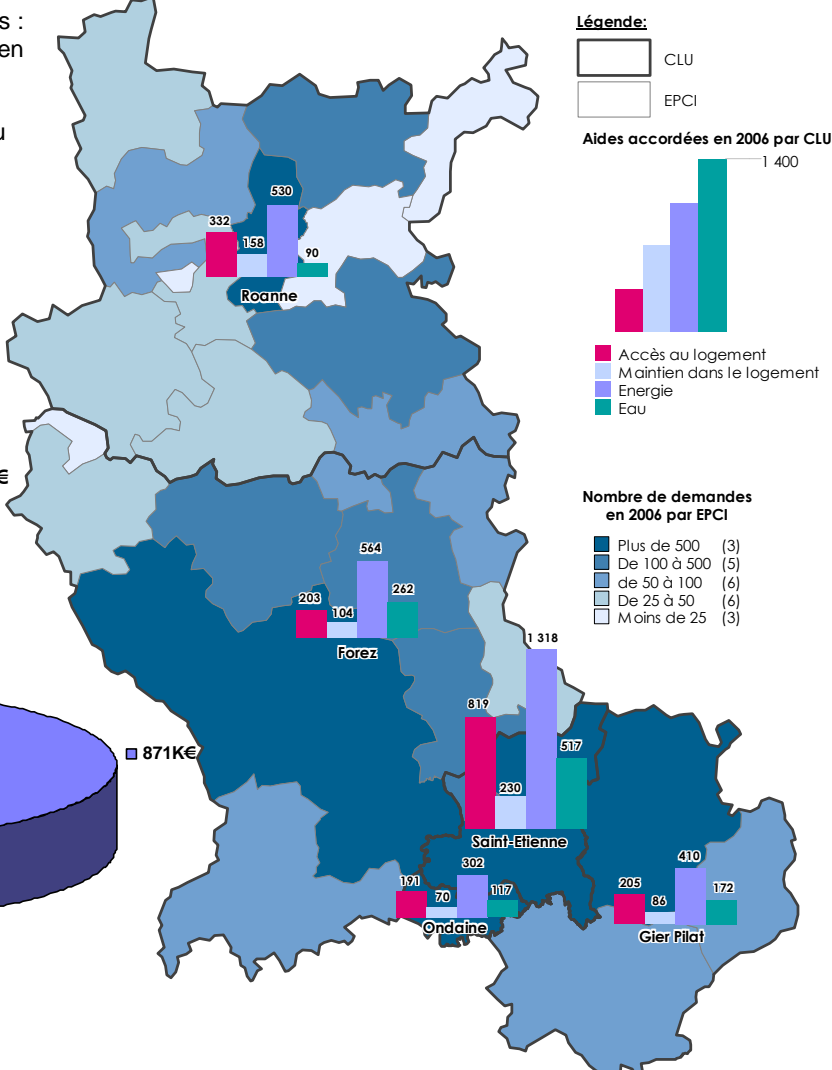 s :
en
u
€
871K€
Légende:
CLU
EPCI
Aides accordées en 2006 par CLU
1 400
Accès au logement
Maintien dans le logement
Energie
Eau
Nombre de demandes
en 2006 par EPCI
Plus de 500 (3)
De 100 à 500 (5)
de 50 à 100 (6)
De 25 à 50 (6)
Moins de 25 (3)
332
158
530
90
Roanne
203
104
564
262
Forez
819
230
1 318
517
Saint-Etienne
191
70
302
117
Ondaine
205
86
410
172
Gier Pilat